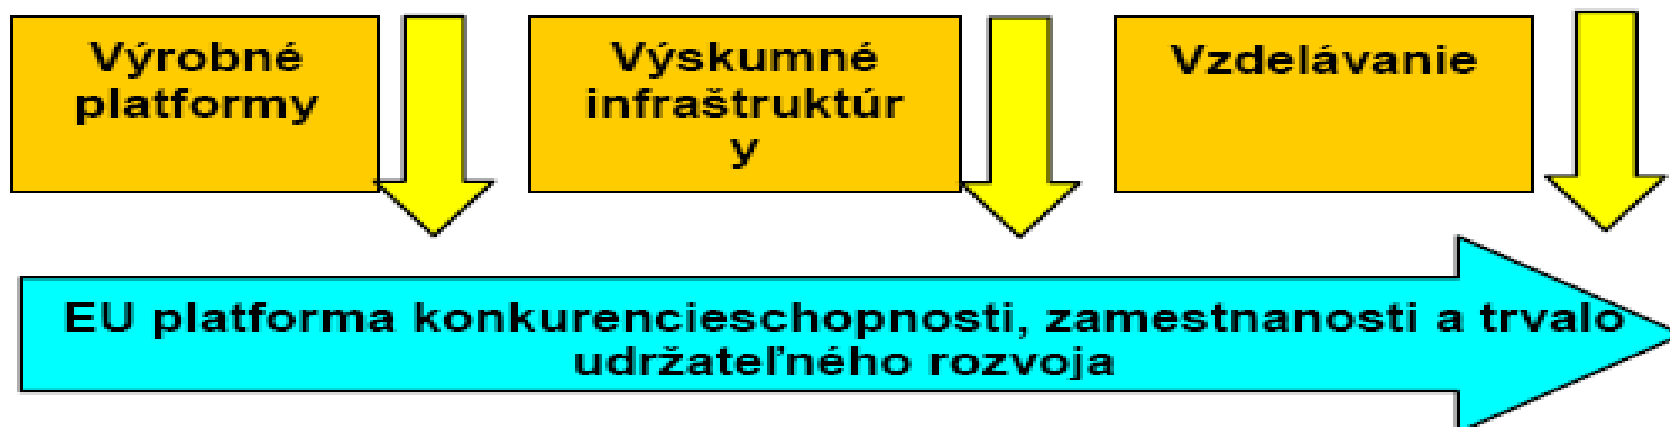 Výrobné
platformy
Výskumné
infraštruktúr
y
Vzdelávanie
EU platforma konkurencieschopnosti, zamestnanosti a trvalo
udržateľného rozvoja